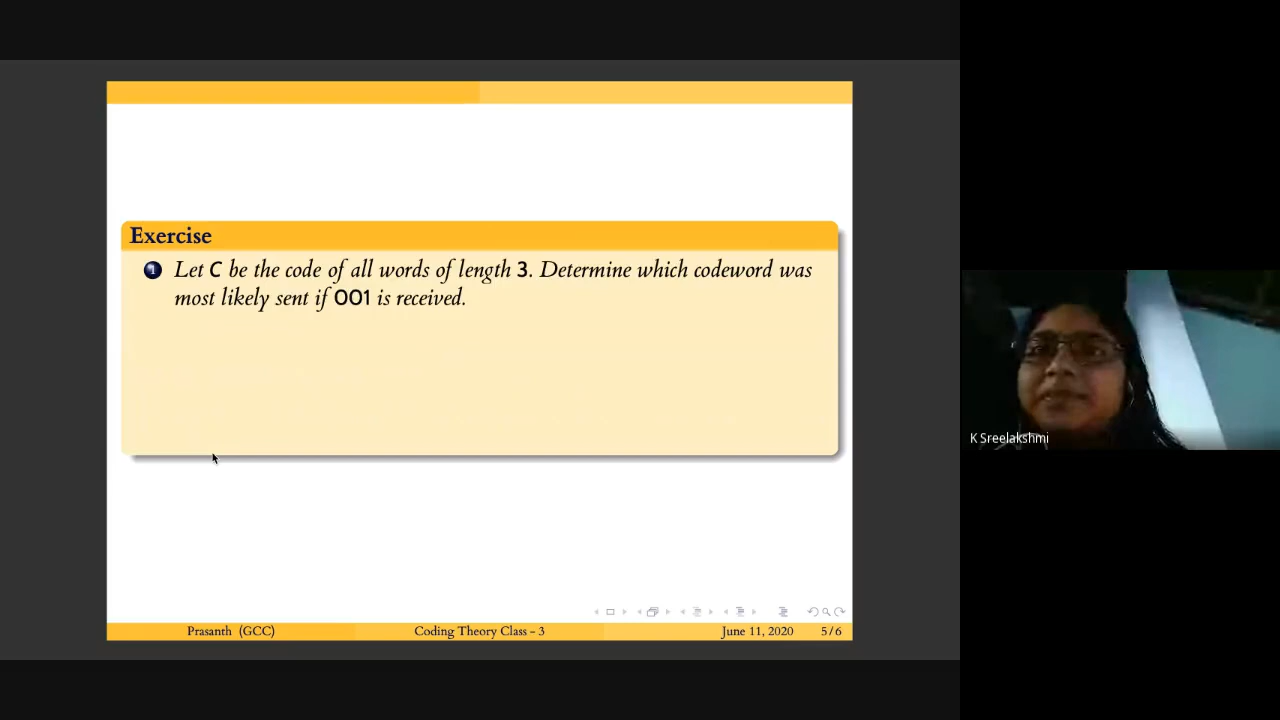 Exercise
1 Let C be the code of all words of length 3. Determine which codeword was
most likely sent if 001 is received.
K Sreelakshmi
Prasanth (GCC) Coding Theory Class - 3 June 11, 2020 5 / 6